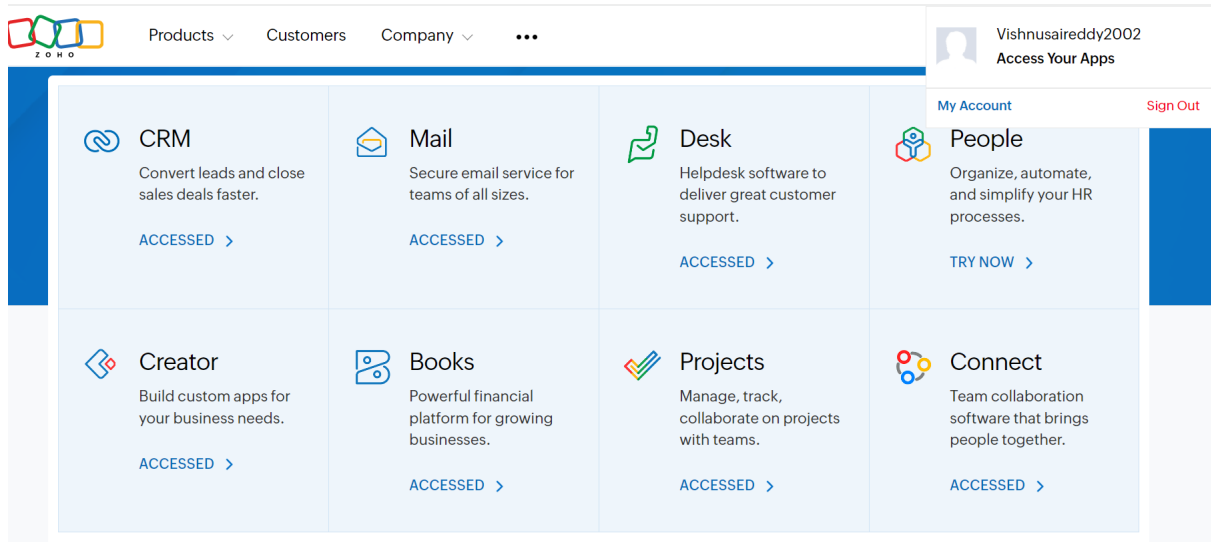 ZOHO
Products
Customers
Company
•••
Vishnusaireddy2002
Access Your Apps
My Account
Sign Out
CRM
Convert leads and close
sales deals faster.
ACCESSED >
Mail
Secure email service for
teams of all sizes.
ACCESSED >
Desk
Helpdesk software to
deliver great customer
support.
ACCESSED >
People
Organize, automate,
and simplify your HR
processes.
TRY NOW >
Creator
Build custom apps for
your business needs.
ACCESSED >
Books
Powerful financial
platform for growing
businesses.
ACCESSED >
Projects
Manage, track,
collaborate on projects
with teams.
ACCESSED >
Connect
Team collaboration
software that brings
people together.
ACCESSED >